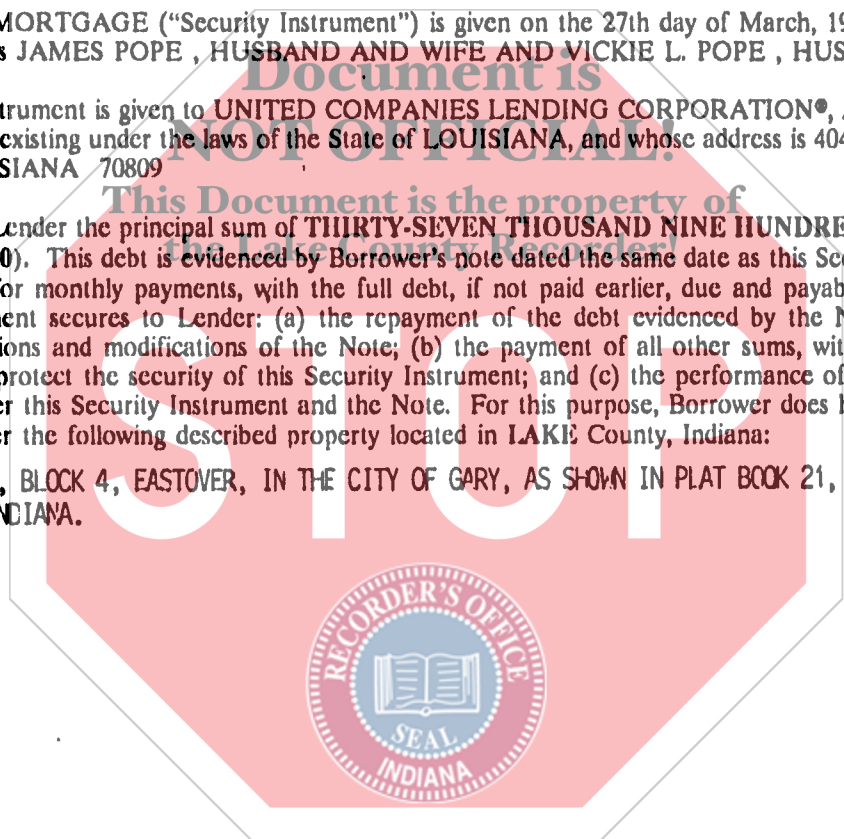 MORTGAGE (“Security Instrument”) is given on the 27th day of March, 19
s JAMES POPE , HUSBAND AND WIFE AND VICKIE L. POPE , HUS
Document is
trument is given to UNITED COMPANIES LENDING CORPORATION®, A
existing under the laws of the State of LOUISIANA, and whose address is 404
NOT OFFICIAL!
SIANA 70809
This Document is the property of
Lender the principal sum of THIRTY-SEVEN THOUSAND NINE HUNDRE
the Lake County Recorder!
0). This debt is evidenced by Borrower's note dated the same date as this Sec
for monthly payments, with the full debt, if not paid earlier, due and payab
ent secures to Lender: (a) the repayment of the debt evidenced by the N
ions and modifications of the Note; (b) the payment of all other sums, wit
protect the security of this Security Instrument; and (c) the performance of
er this Security Instrument and the Note. For this purpose, Borrower does h
er the following described property located in LAKE County, Indiana:
STOP
, BLOCK 4, EASTOVER, IN THE CITY OF GARY, AS SHOWN IN PLAT BOOK 21,
NDIANA.
RECORDER'S OFFICE
SEAL
INDIANA